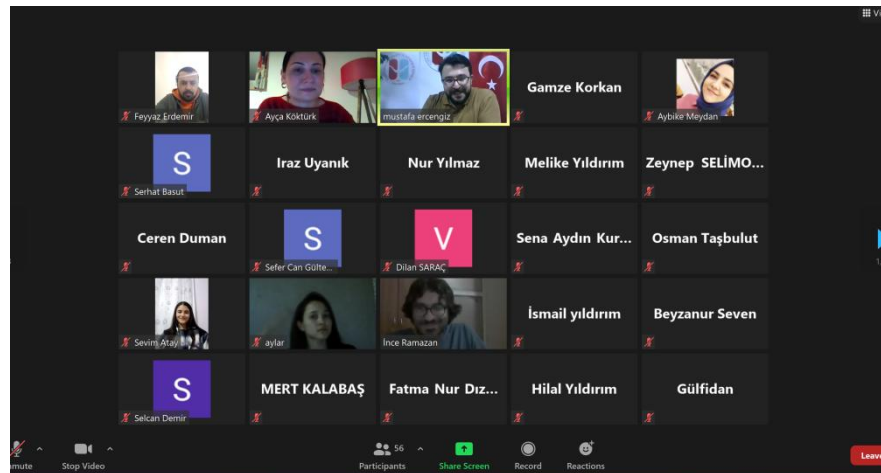 Feyyaz Erdemir
Ayça Köktürk
mustafa ercengiz
Gamze Korkan
Aybike Meydan
S
Serhat Basut
Iraz Uyanık
Nur Yılmaz
Melike Yıldırım
Zeynep SELİMO...
Ceren Duman
S
Sefer Can Gülte...
V
Dilan SARAÇ
Sena Aydın Kur...
Osman Taşbulut
Sevim Atay
aylar
İnce Ramazan
İsmail yıldırım
Beyzanur Seven
S
Selcan Demir
MERT KALABAŞ
Fatma Nur Dız...
Hilal Yıldırım
Gülfidan
Stop Video
56
Participants
Share Screen
Record
Reactions
Leave